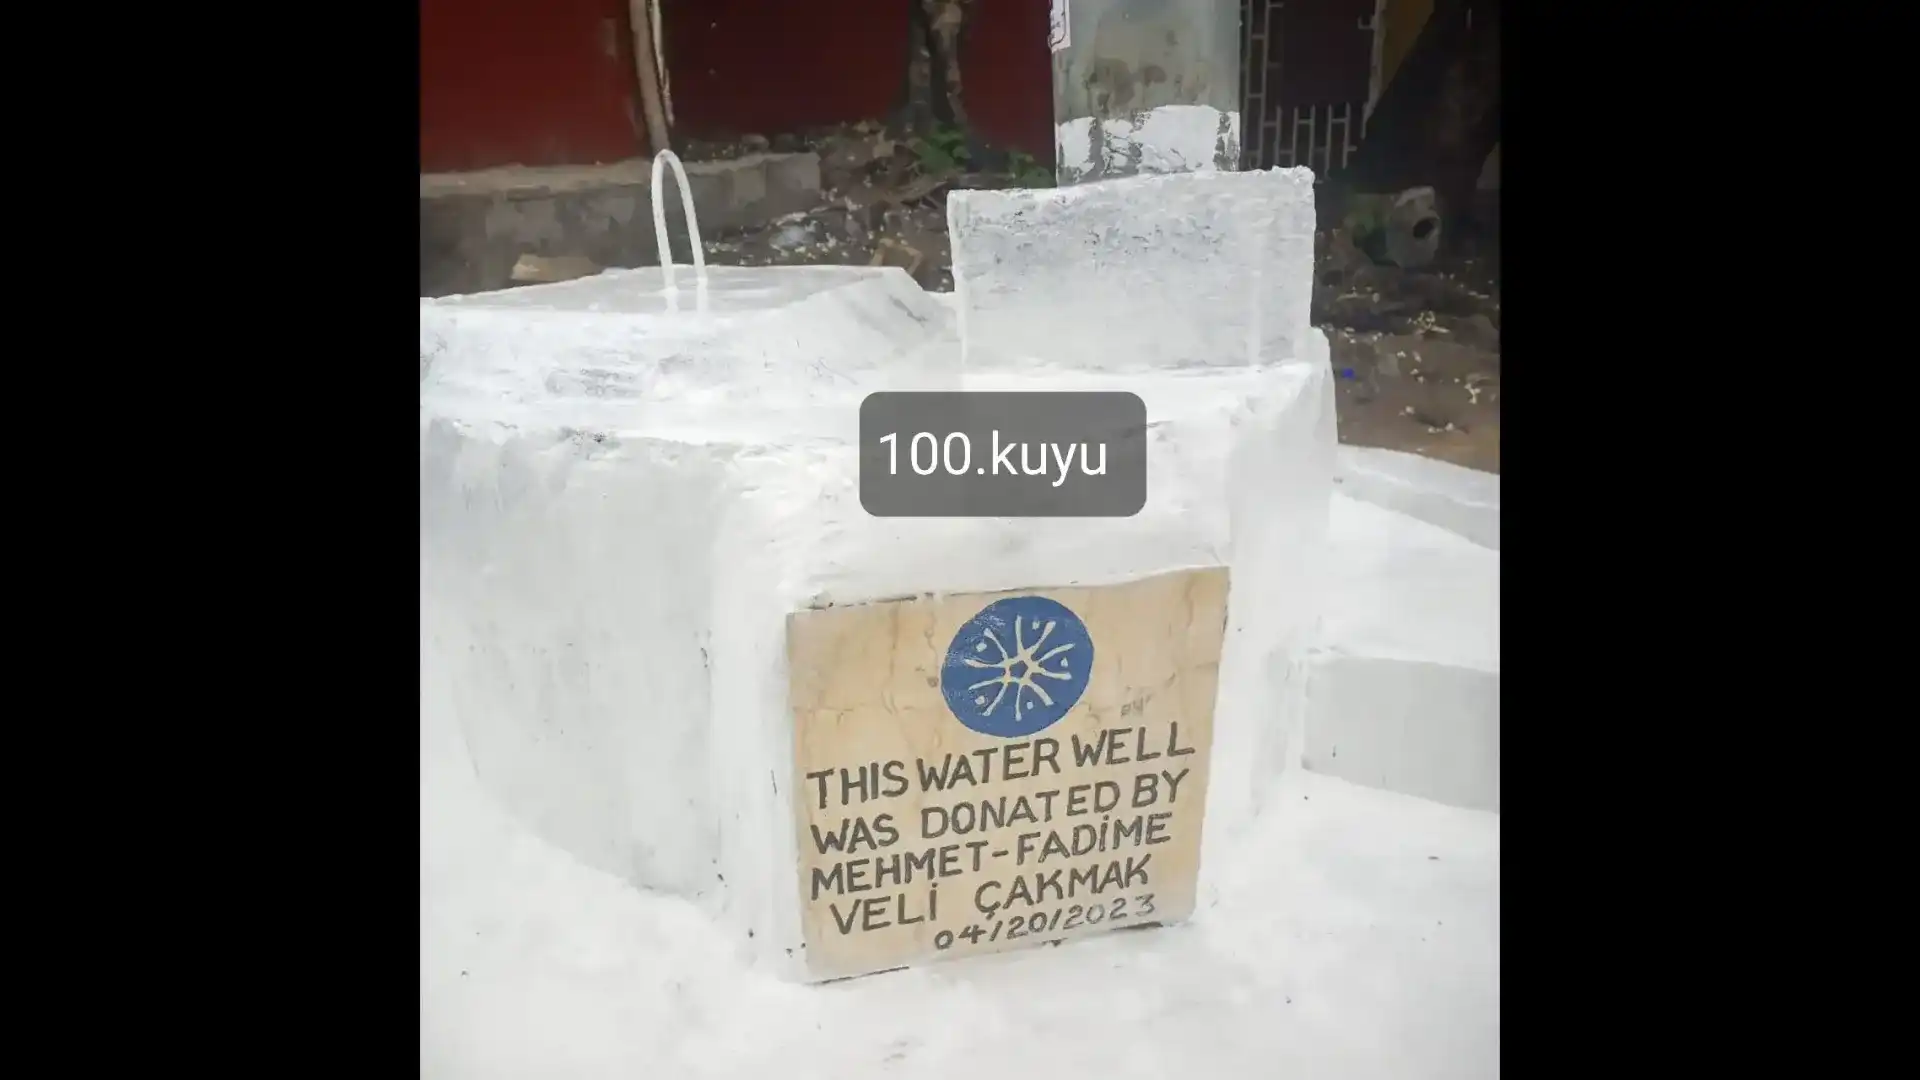 100.kuyu
THIS WATER WELL
WAS DONATED BY
MEHMET-FADİME
VELİ ÇAKMAK
04/20/2023